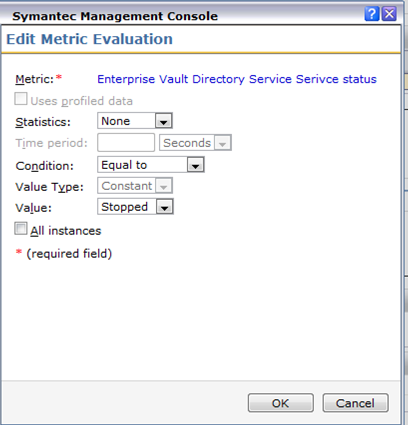 Symantec Management Console
Edit Metric Evaluation
Metric: * Enterprise Vault Directory Service Serivce status
Uses profiled data
Statistics: None
Time period: Seconds
Condition: Equal to
Value Type: Constant
Value: Stopped
All instances
* (required field)
OK Cancel